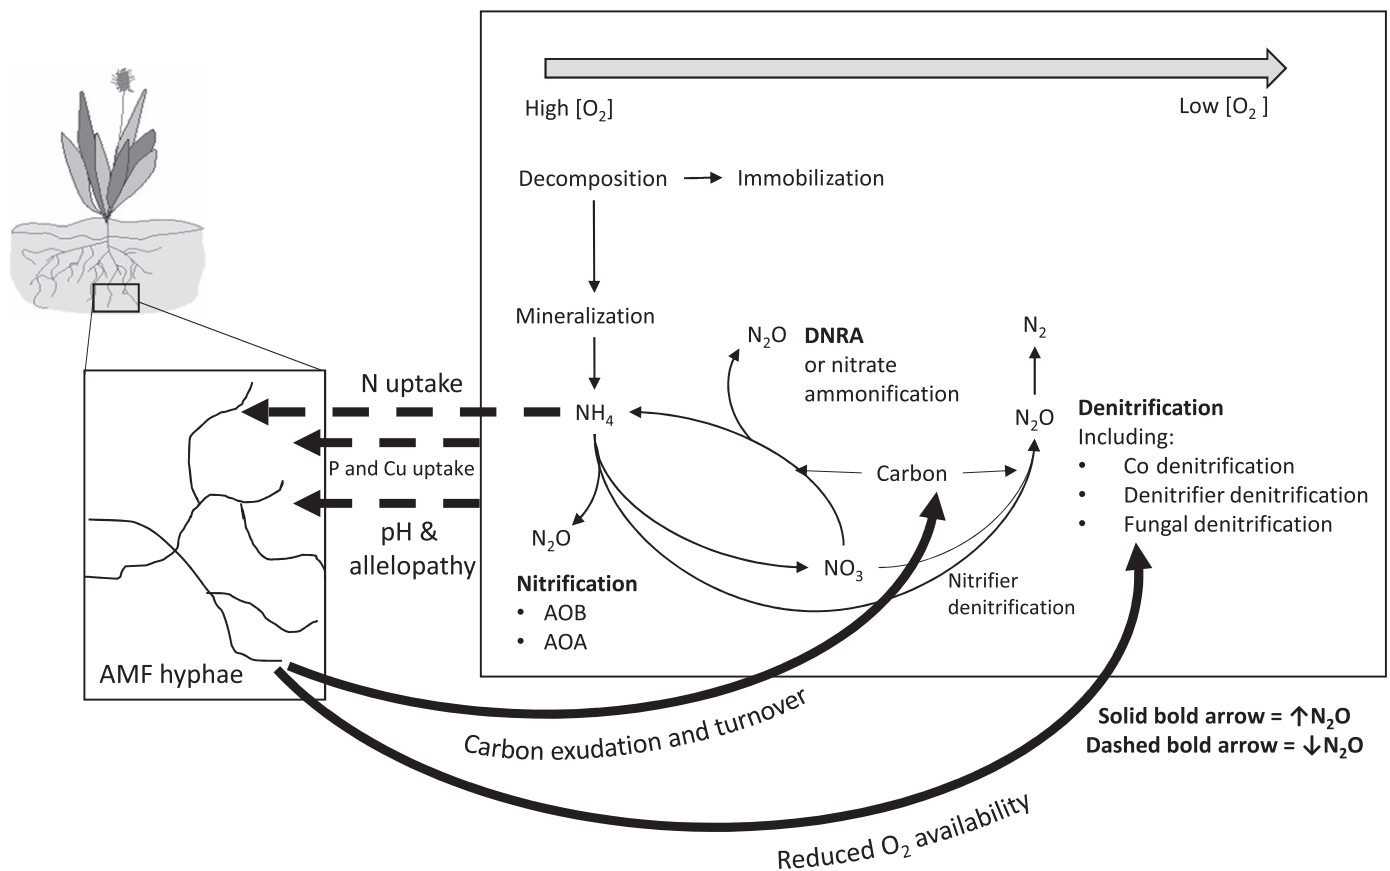 High [O₂]
Low [O₂ ]
Decomposition
Immobilization
Mineralization
N₂O
DNRA
or nitrate
ammonification
N₂
N uptake
NH₄
N₂O
Denitrification
Including:
• Co denitrification
• Denitrifier denitrification
• Fungal denitrification
P and Cu uptake
Carbon
pH &
allelopathy
N₂O
NO₃
Nitrification
• AOB
• AOA
Nitrifier
denitrification
AMF hyphae
Carbon exudation and turnover
Solid bold arrow = ↑N₂O
Dashed bold arrow = ↓N₂O
Reduced O₂ availability